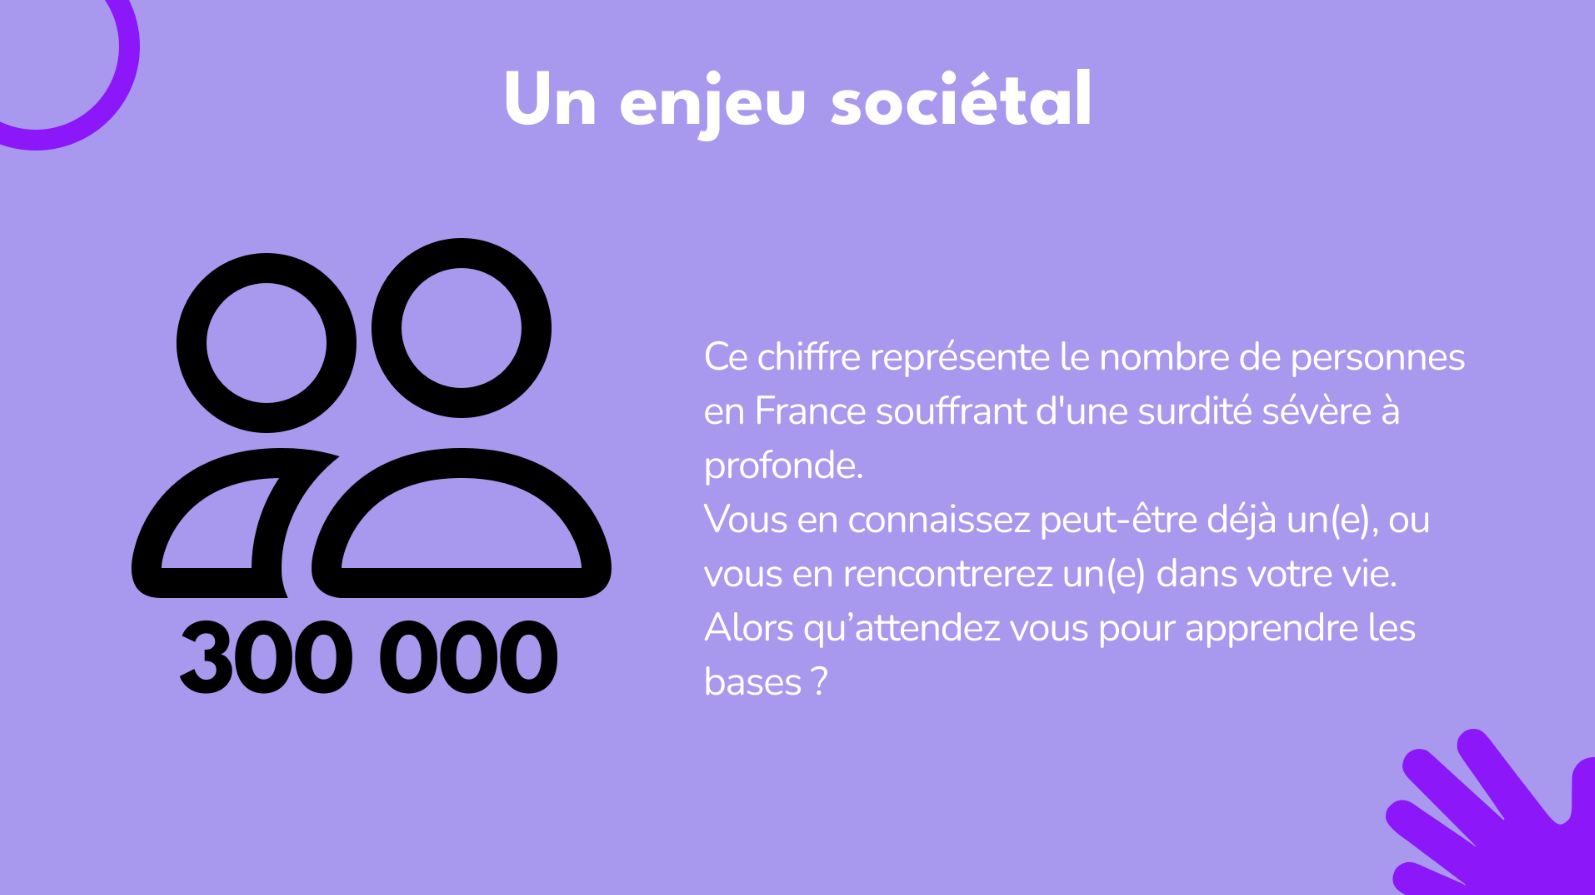 Un enjeu sociétal
300 000
Ce chiffre représente le nombre de personnes
en France souffrant d'une surdité sévère à
profonde.
Vous en connaissez peut-être déjà un(e), ou
vous en rencontrerez un(e) dans votre vie.
Alors qu’attendez vous pour apprendre les
bases ?